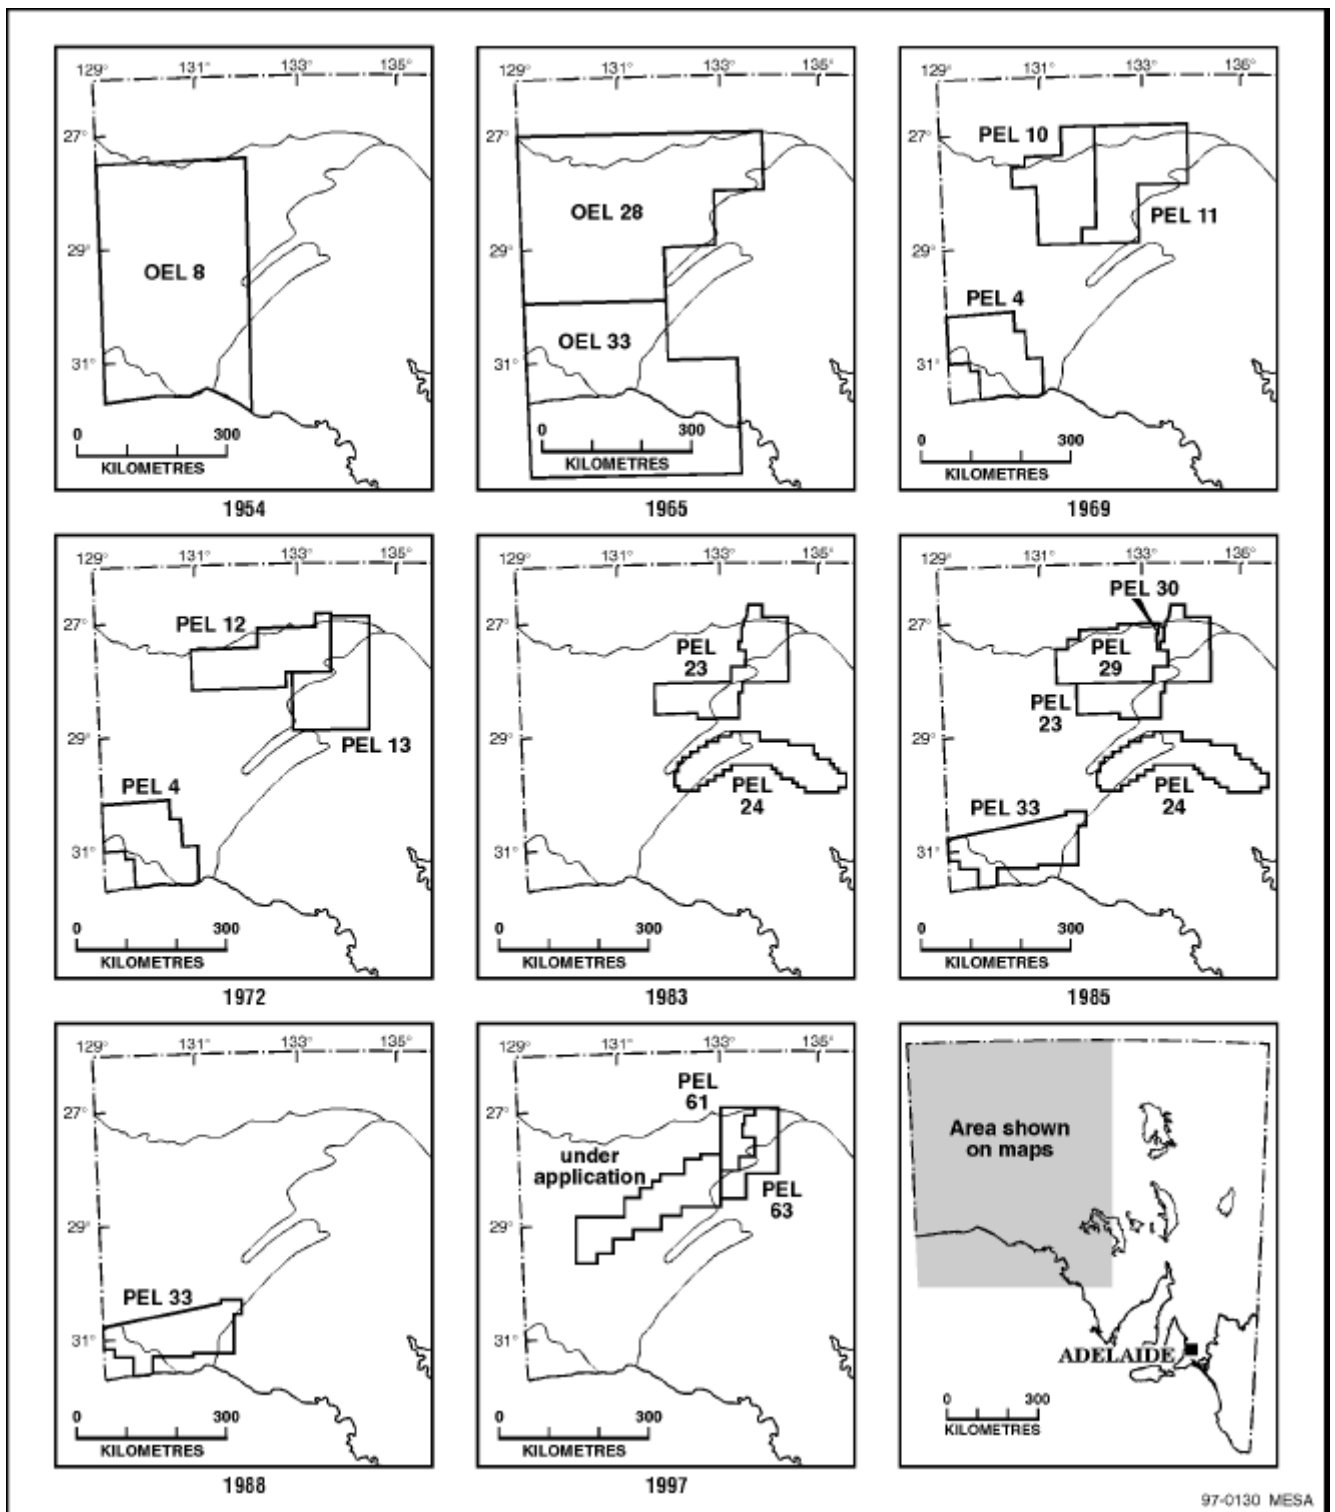 129° 131° 133° 135°
27°
OEL 8
29°
31°
0 300
KILOMETRES
1954
129° 131° 133° 135°
27°
OEL 28
29°
OEL 33
31°
0 300
KILOMETRES
1965
129° 131° 133° 135°
27°
PEL 10
PEL 11
29°
PEL 4
31°
0 300
KILOMETRES
1969
129° 131° 133° 135°
27°
PEL 12
29°
PEL 13
PEL 4
31°
0 300
KILOMETRES
1972
129° 131° 133° 135°
27°
PEL
23
29°
PEL
24
31°
0 300
KILOMETRES
1983
129° 131° 133° 135°
PEL 30
27°
PEL
29
PEL
23
29°
PEL
24
PEL 33
31°
0 300
KILOMETRES
1985
129° 131° 133° 135°
27°
29°
PEL 33
31°
0 300
KILOMETRES
1988
129° 131° 133° 135°
PEL
61
27°
under
application
PEL
63
29°
31°
0 300
KILOMETRES
1997
Area shown
on maps
ADELAIDE
0 300
KILOMETRES
97-0130 MESA